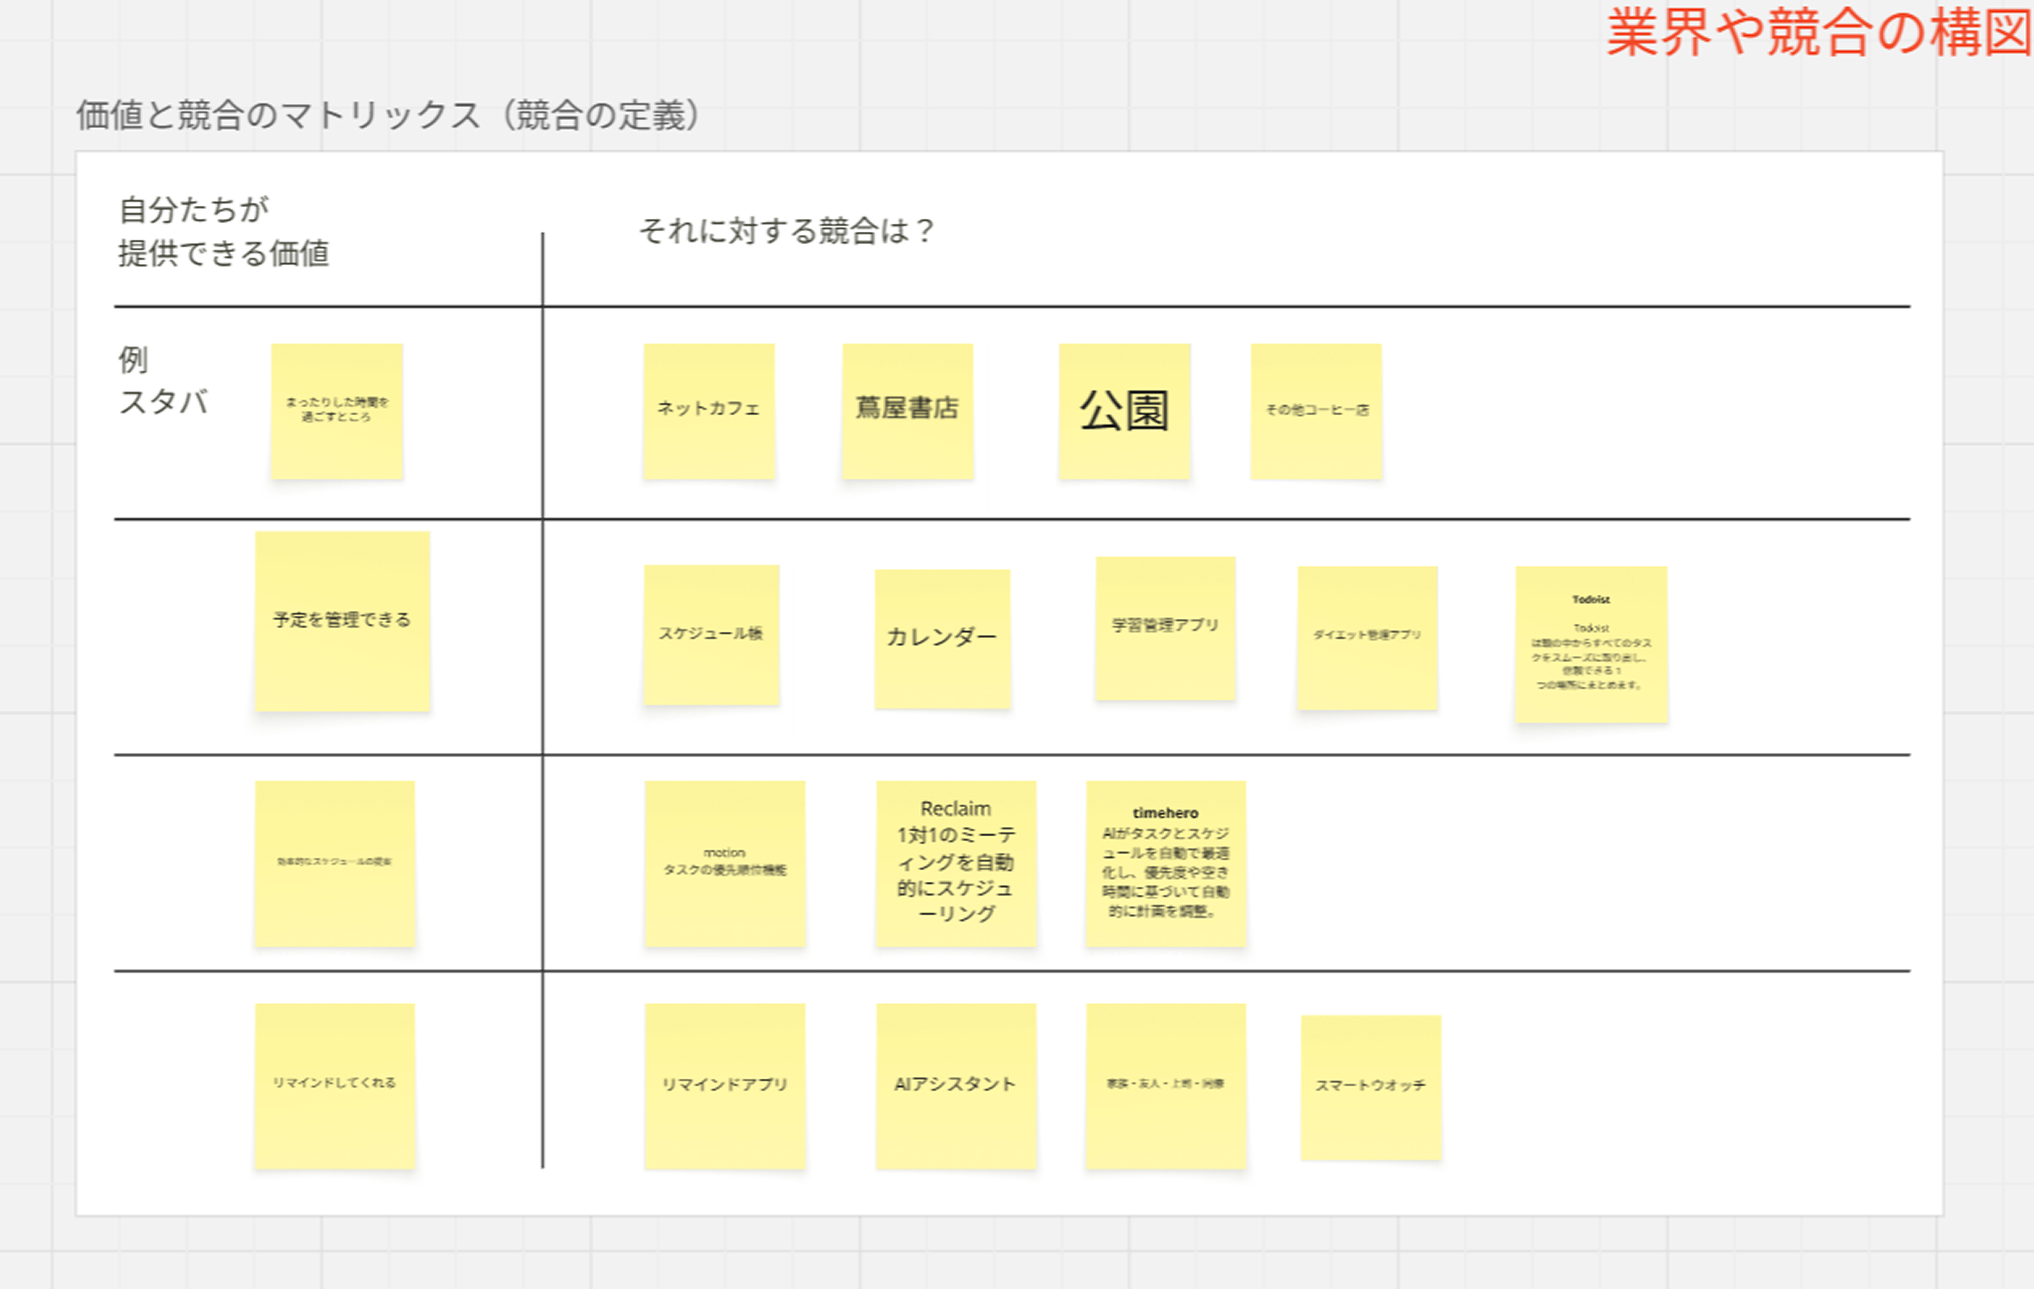 業界や競合の構図
価値と競合のマトリックス（競合の定義）
自分たちが
提供できる価値
それに対する競合は？
例
スタバ
まったりした時間を
過ごすところ
ネットカフェ
蔦屋書店
公園
その他コーヒー店
予定を管理できる
スケジュール帳
カレンダー
学習管理アプリ
ダイエット管理アプリ
Todoist
Todoist
は頭の中からすべてのタス
クをスムーズに取り出し、
信頼できる 1
つの場所にまとめます。
効率的なスケジュールの提案
motion
タスクの優先順位機能
Reclaim
1対1のミーテ
ィングを自動
的にスケジュ
ーリング
timehero
AIがタスクとスケジ
ュールを自動で最適
化し、優先度や空き
時間に基づいて自動
的に計画を調整。
リマインドしてくれる
リマインドアプリ
AIアシスタント
家族・友人・上司・同僚
スマートウオッチ